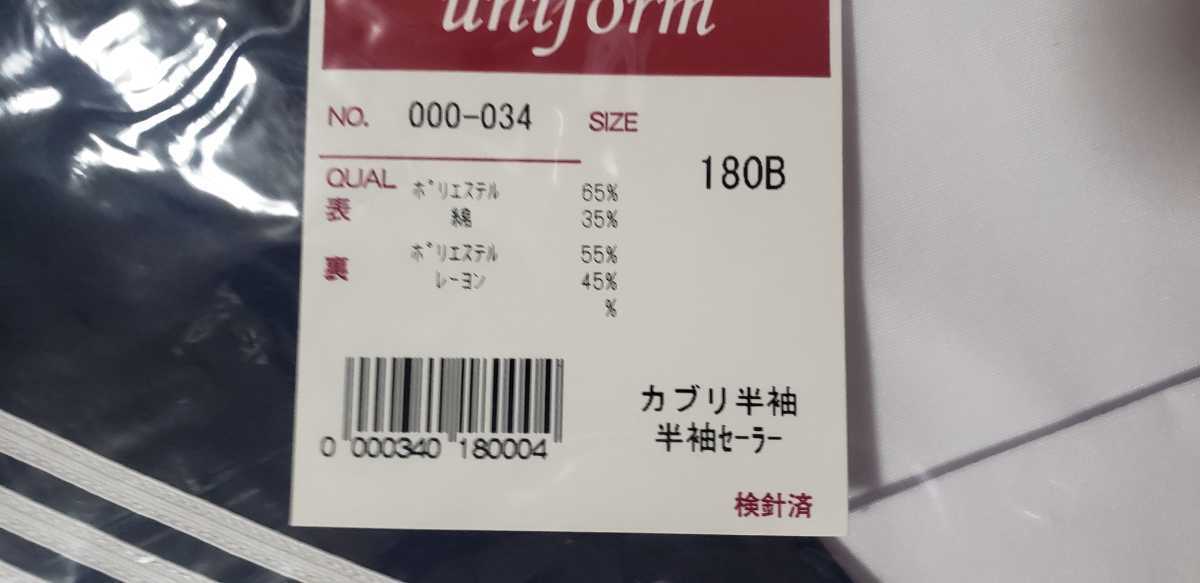 uniform
NO. 000-034 SIZE
180B
QUAL
表 ﾎﾟﾘｴｽﾃﾙ 65%
綿 35%
裏 ﾎﾟﾘｴｽﾃﾙ 55%
ﾚｰﾖﾝ 45%
%
カブリ半袖
半袖ｾｰﾗｰ
0 000340 180004
検針済